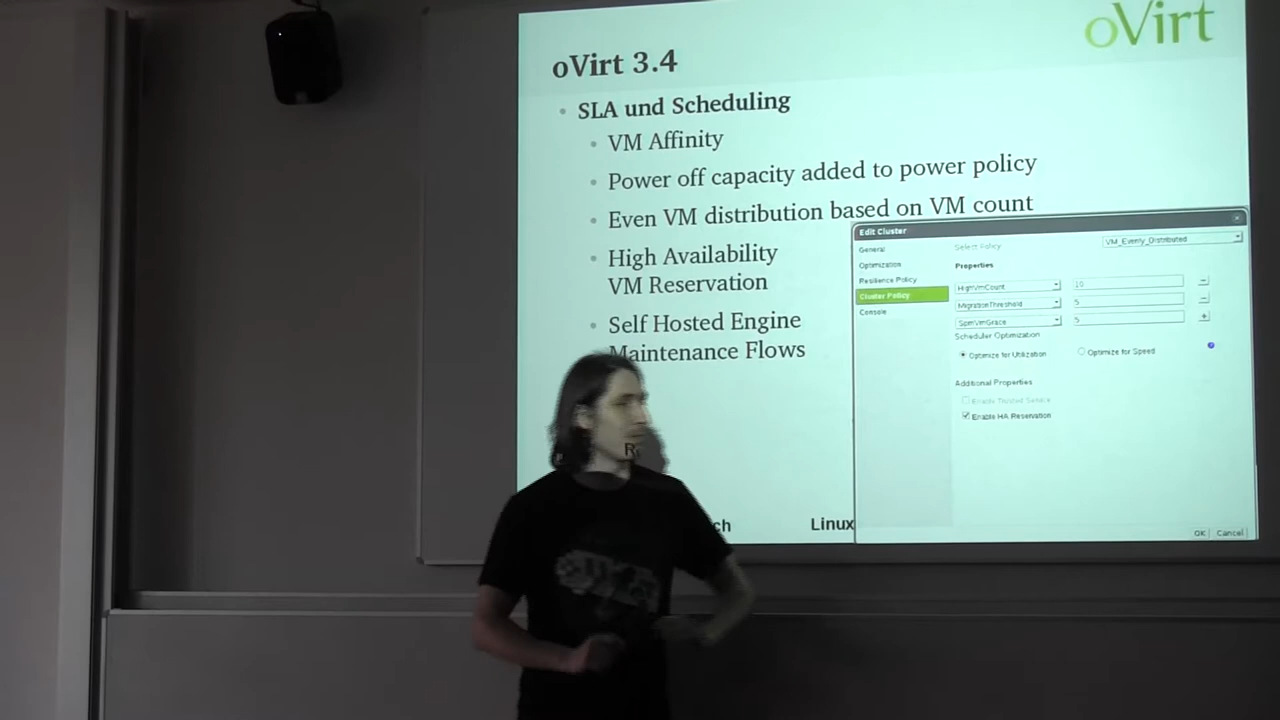 oVirt
oVirt 3.4
SLA und Scheduling
VM Affinity
Power off capacity added to power policy
Even VM distribution based on VM count
High Availability
VM Reservation
Self Hosted Engine
Maintenance Flows
Edit Cluster
General
Optimization
Resilience Policy
Cluster Policy
Console
Select Policy
VM_Evenly_Distributed
Properties
HighVmCount
10
MigrationThreshold
5
SpmVmGrace
5
Scheduler Optimization
Optimize for Utilization
Optimize for Speed
Additional Properties
Enable Trusted Service
Enable HA Reservation
OK
Cancel
R
ch
Linux